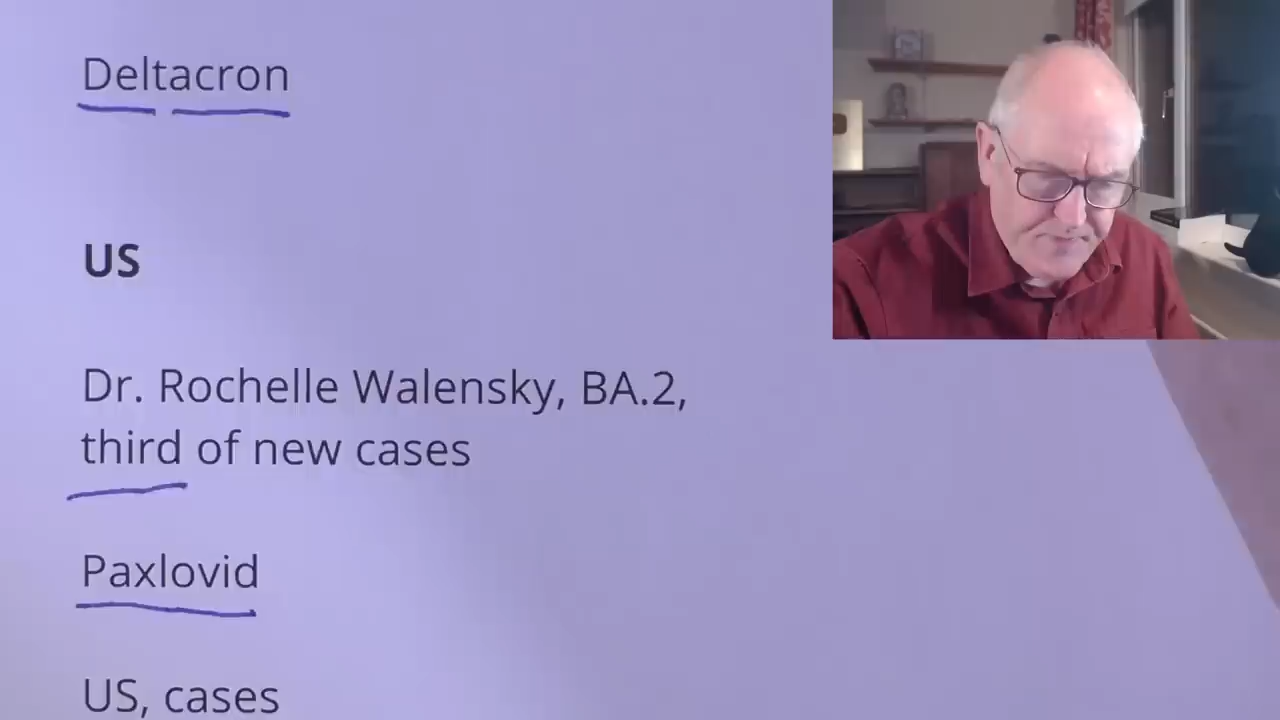 Deltacron
US
Dr. Rochelle Walensky, BA.2,
third of new cases
Paxlovid
US, cases